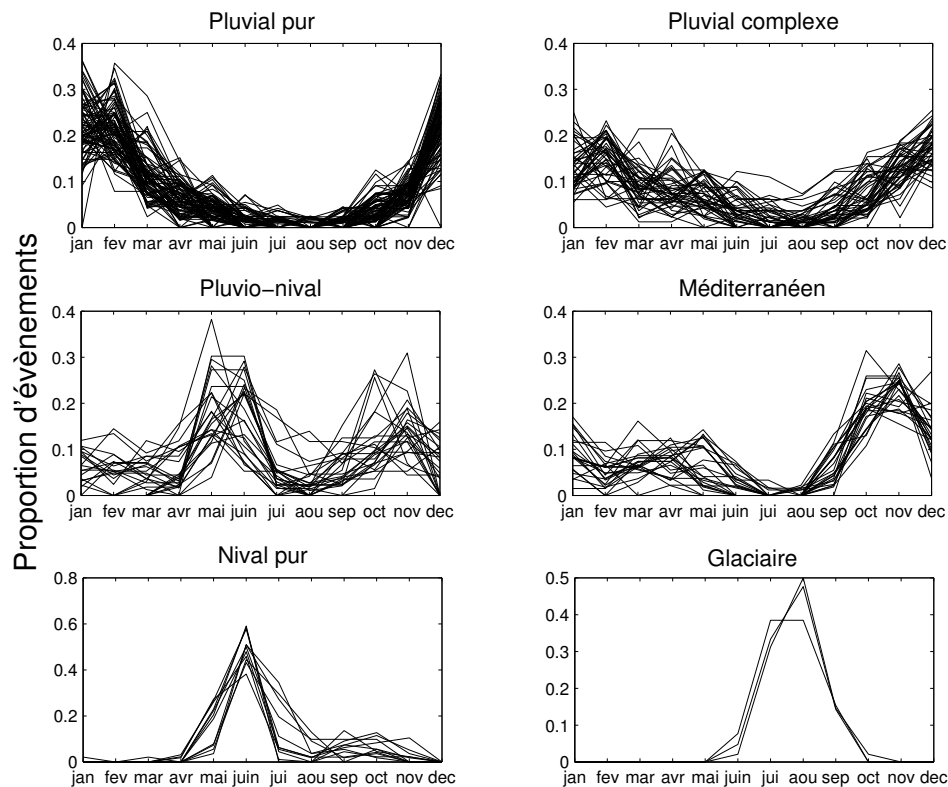 Pluvial pur
0.4
0.3
0.2
0.1
0
jan fev mar avr mai juin jui aou sep oct nov dec
Pluvial complexe
0.4
0.3
0.2
0.1
0
jan fev mar avr mai juin jui aou sep oct nov dec
Proportion d'évènements
Pluvio−nival
0.4
0.3
0.2
0.1
0
jan fev mar avr mai juin jui aou sep oct nov dec
Méditerranéen
0.4
0.3
0.2
0.1
0
jan fev mar avr mai juin jui aou sep oct nov dec
Nival pur
0.8
0.6
0.4
0.2
0
jan fev mar avr mai juin jui aou sep oct nov dec
Glaciaire
0.5
0.4
0.3
0.2
0.1
0
jan fev mar avr mai juin jui aou sep oct nov dec